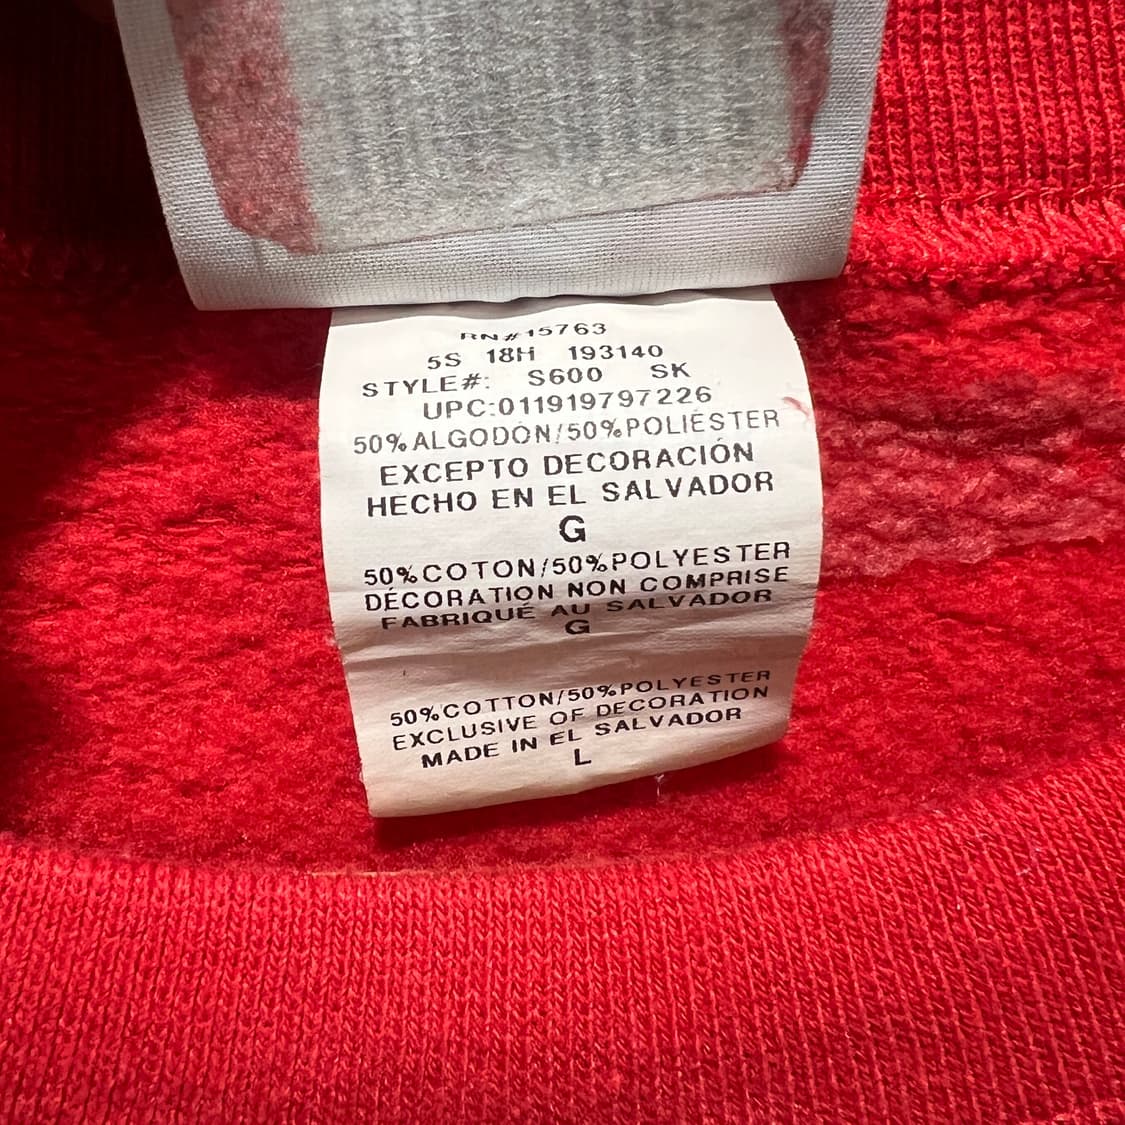 RN#15763
5S 18H 193140
STYLE#: S600 SK
UPC:011919797226
50%ALGODÓN/50%POLIÉSTER
EXCEPTO DECORACIÓN
HECHO EN EL SALVADOR
G
50%COTON/50%POLYESTER
DÉCORATION NON COMPRISE
FABRIQUÉ AU SALVADOR
G
50%COTTON/50%POLYESTER
EXCLUSIVE OF DECORATION
MADE IN EL SALVADOR
L